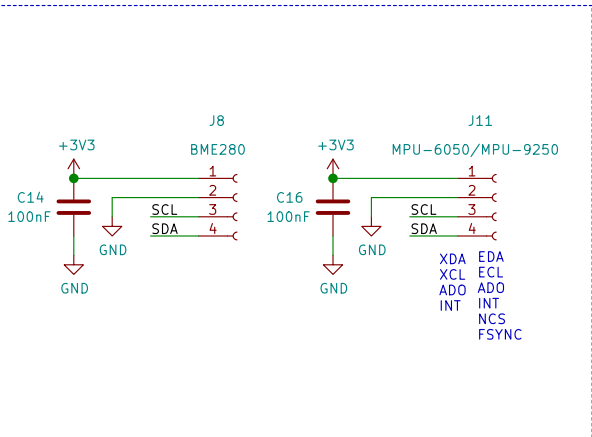 J8
BME280
+3V3
1
2
3
4
C14
100nF
SCL
SDA
GND
GND
J11
MPU-6050/MPU-9250
+3V3
1
2
3
4
C16
100nF
SCL
SDA
GND
GND
XDA
XCL
ADO
INT
EDA
ECL
ADO
INT
NCS
FSYNC